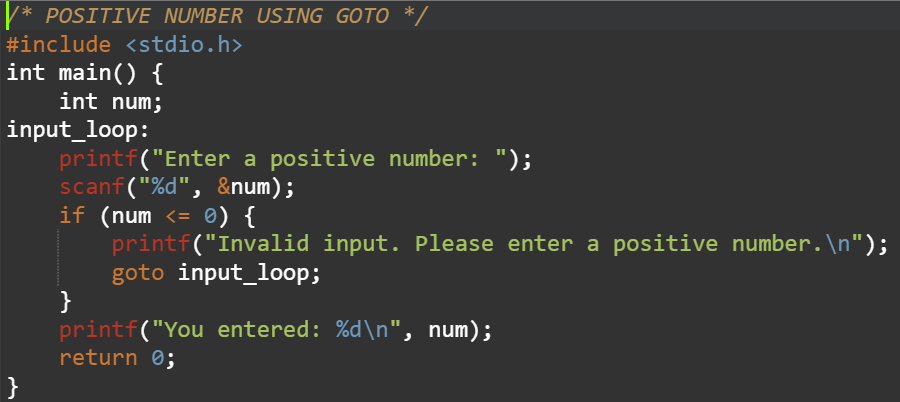 /* POSITIVE NUMBER USING GOTO */
#include <stdio.h>
int main() {
    int num;
input_loop:
    printf("Enter a positive number: ");
    scanf("%d", &num);
    if (num <= 0) {
        printf("Invalid input. Please enter a positive number.\n");
        goto input_loop;
    }
    printf("You entered: %d\n", num);
    return 0;
}